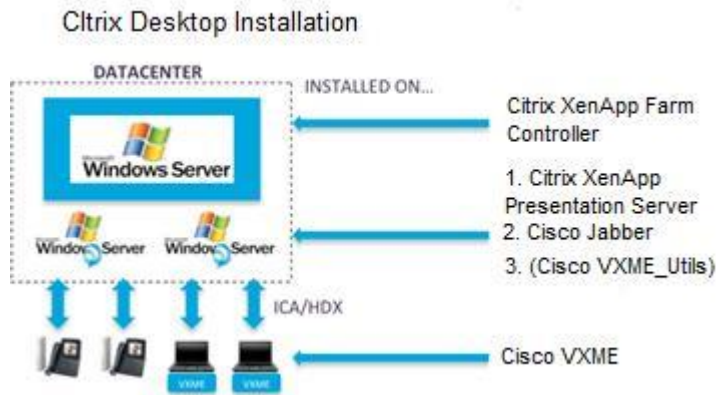 CItrix Desktop Installation
DATACENTER
INSTALLED ON...
Citrix XenApp Farm
Controller
Microsoft
Windows Server
1. Citrix XenApp
Presentation Server
2. Cisco Jabber
3. (Cisco VXME_Utils)
Windows Server
Windows Server
ICA/HDX
Cisco VXME
VXME
VXME